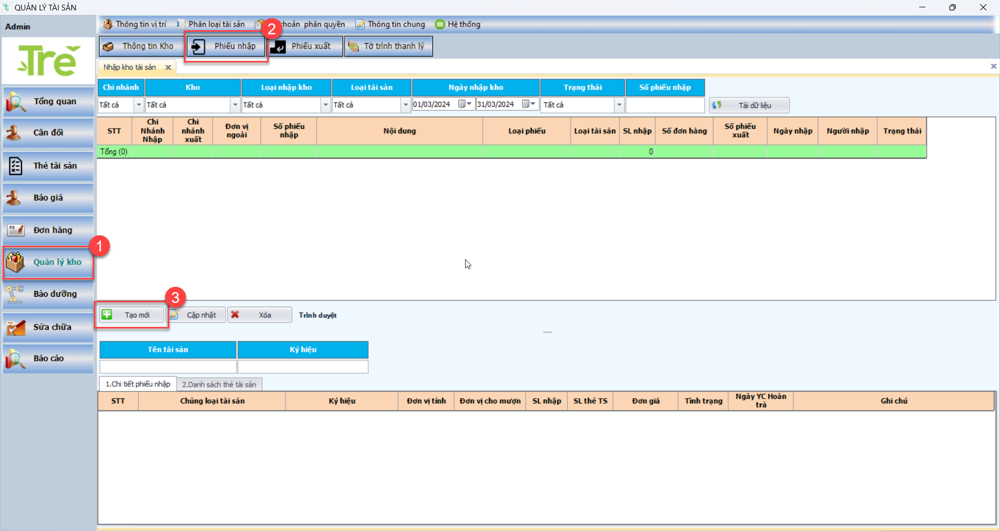 QUẢN LÝ TÀI SẢN
Admin
Thông tin vị trí
Phân loại tài sản
khoản phân quyền
Thông tin chung
Hệ thống
2
Thông tin Kho
Phiếu nhập
Phiếu xuất
Tờ trình thanh lý
Tre
Nhập kho tài sản
Chi nhánh
Kho
Loại nhập kho
Loại tài sản
Ngày nhập kho
Trạng thái
Số phiếu nhập
Tất cả
Tất cả
Tất cả
Tất cả
01/03/2024
31/03/2024
Tất cả
Tải dữ liệu
STT
Chi
Nhánh
Nhập
Chi
nhánh
xuất
Đơn vị
ngoài
Số phiếu
nhập
Nội dung
Loại phiếu
Loại tài sản
SL nhập
Số đơn hàng
Số phiếu
xuất
Ngày nhập
Người nhập
Trạng thái
Tổng (0)
0
Tổng quan
Cân đối
Thẻ tài sản
Báo giá
PO
Đơn hàng
1
Quản lý kho
Bảo dưỡng
Sửa chữa
Báo cáo
3
Tạo mới
Cập nhật
Xóa
Trình duyệt
Tên tài sản
Ký hiệu
1.Chi tiết phiếu nhập
2.Danh sách thẻ tài sản
STT
Chủng loại tài sản
Ký hiệu
Đơn vị tính
Đơn vị cho mượn
SL nhập
SL thẻ TS
Đơn giá
Tình trạng
Ngày YC Hoàn
trả
Ghi chú